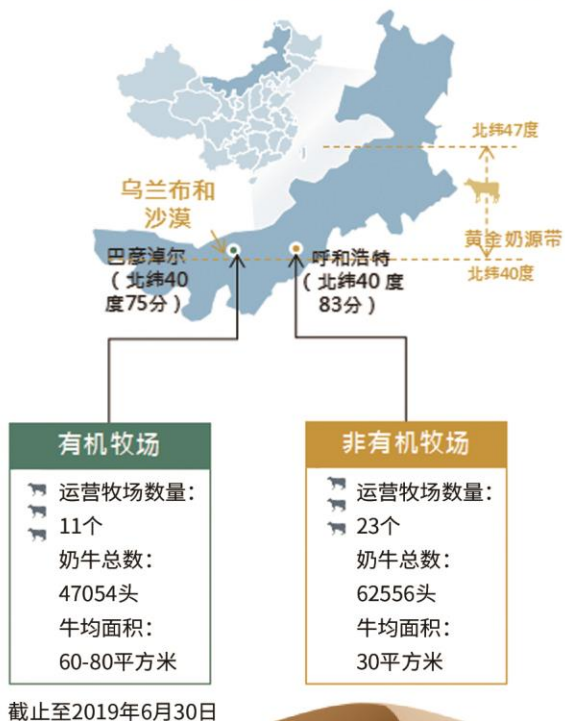 北纬47度
乌兰布和
沙漠
黄金奶源带
巴彦淖尔
（北纬40
度75分）
呼和浩特
（北纬40 度
83分）
北纬40度
有机牧场
运营牧场数量：
11个
奶牛总数：
47054头
牛均面积：
60-80平方米
非有机牧场
运营牧场数量：
23个
奶牛总数：
62556头
牛均面积：
30平方米
截止至2019年6月30日